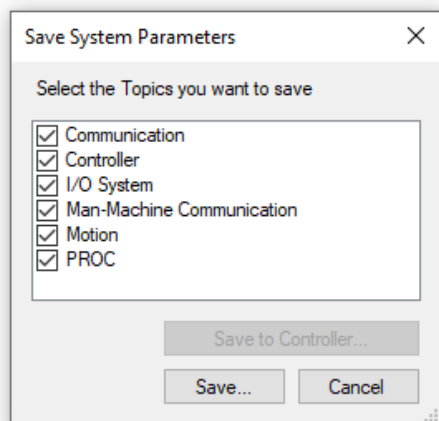 Save System Parameters
Select the Topics you want to save
Communication
Controller
I/O System
Man-Machine Communication
Motion
PROC
Save to Controller...
Save... Cancel